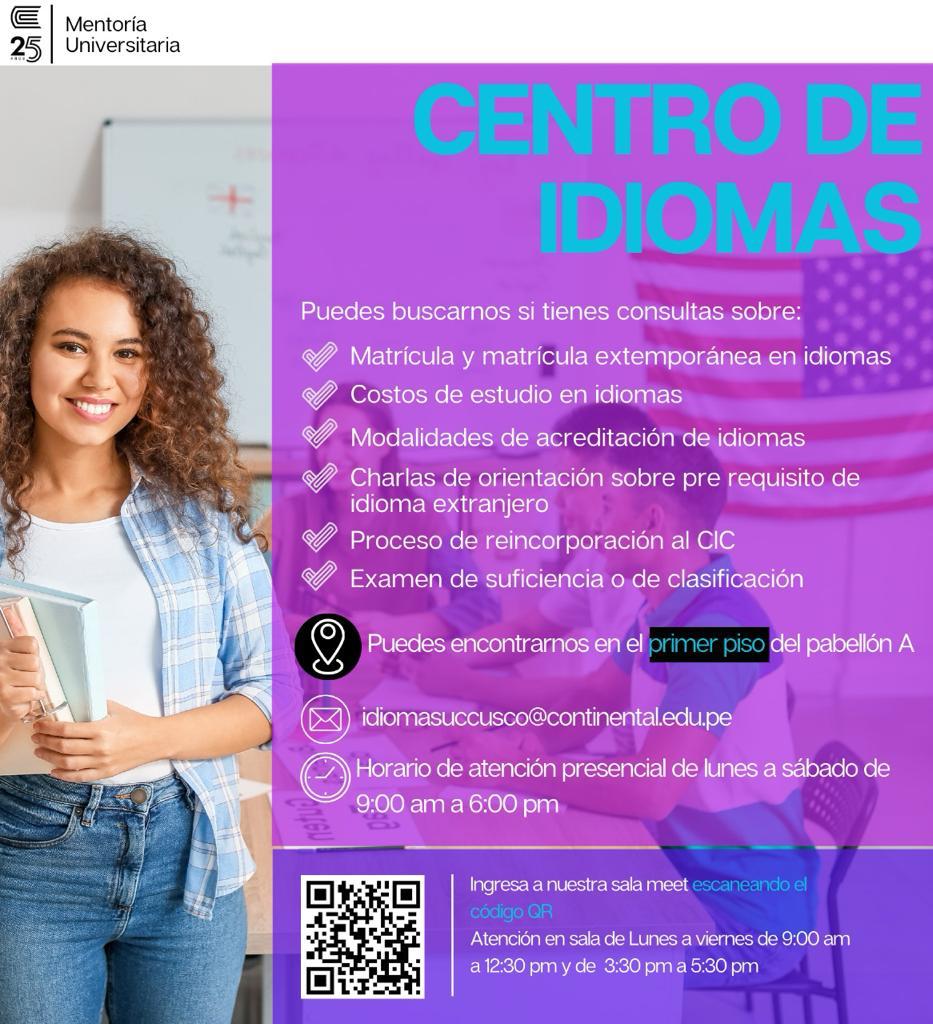 25
Mentoría
Universitaria
CENTRO DE
IDIOMAS
Puedes buscarnos si tienes consultas sobre:
Matrícula y matrícula extemporánea en idiomas
Costos de estudio en idiomas
Modalidades de acreditación de idiomas
Charlas de orientación sobre pre requisito de
idioma extranjero
Proceso de reincorporación al CIC
Examen de suficiencia o de clasificación
Puedes encontrarnos en el primer piso del pabellón A
idiomasuccusco@continental.edu.pe
Horario de atención presencial de lunes a sábado de
9:00 am a 6:00 pm
Ingresa a nuestra sala meet escaneando el
código QR
Atención en sala de Lunes a viernes de 9:00 am
a 12:30 pm y de 3:30 pm a 5:30 pm